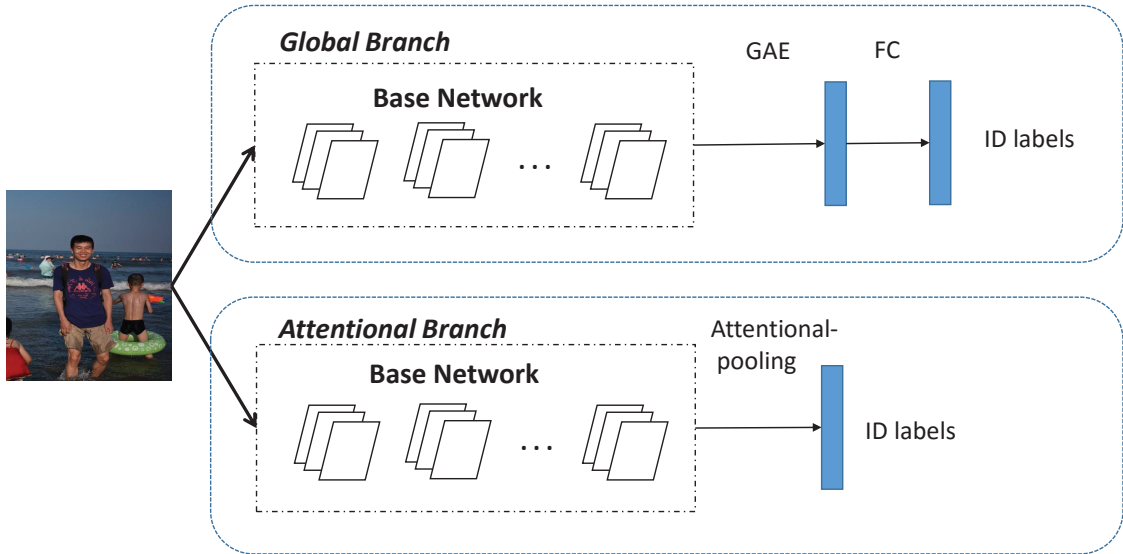 Global Branch
Base Network
...
GAE
FC
ID labels
Attentional Branch
Base Network
...
Attentional-
pooling
ID labels